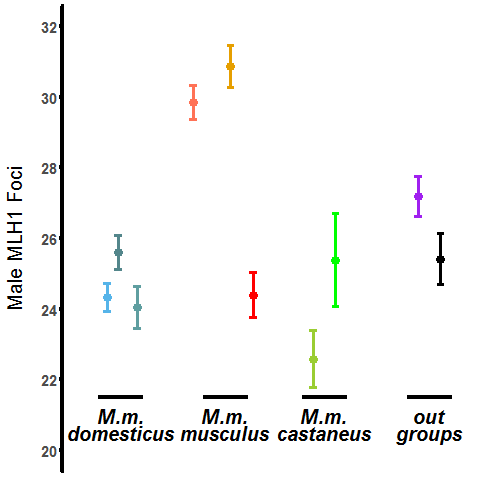 Male MLH1 Foci
32
30
28
26
24
22
20
M.m.
domesticus
M.m.
musculus
M.m.
castaneus
out
groups